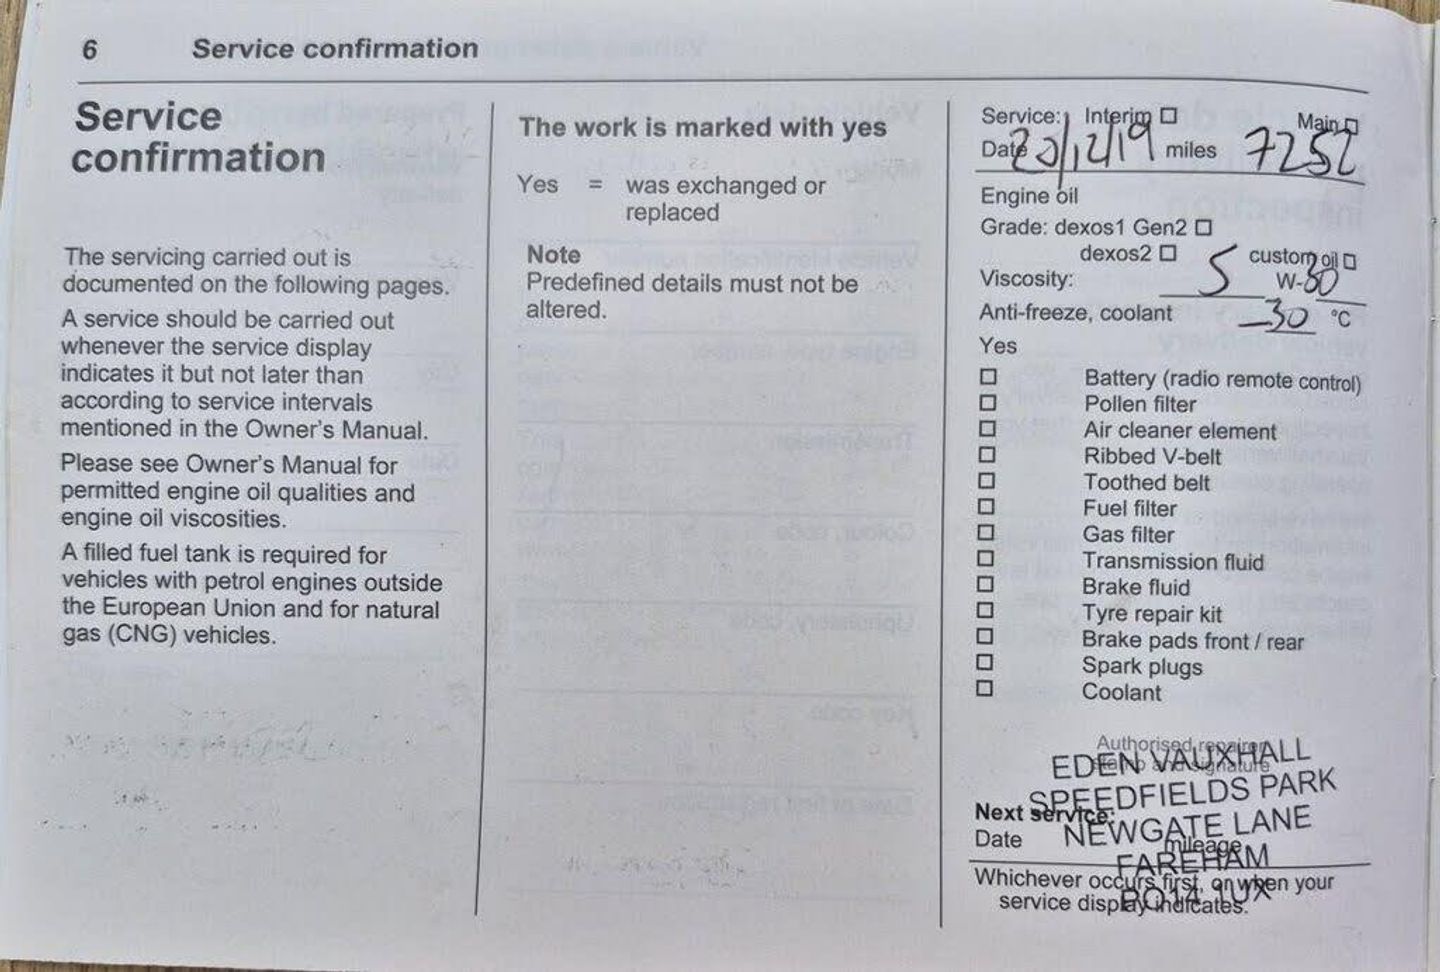 6 Service confirmation
Service
confirmation
The servicing carried out is
documented on the following pages.
A service should be carried out
whenever the service display
indicates it but not later than
according to service intervals
mentioned in the Owner's Manual.
Please see Owner's Manual for
permitted engine oil qualities and
engine oil viscosities.
A filled fuel tank is required for
vehicles with petrol engines outside
the European Union and for natural
gas (CNG) vehicles.
The work is marked with yes
Yes = was exchanged or
replaced
Note
Predefined details must not be
altered.
Service: Interim ☐ Main ☐
Date 23/12/19 miles 7252
Engine oil
Grade: dexos1 Gen2 ☐
dexos2 ☐ custom oil ☐
Viscosity: 5 W-30
Anti-freeze, coolant -30 °C
Yes
☐ Battery (radio remote control)
☐ Pollen filter
☐ Air cleaner element
☐ Ribbed V-belt
☐ Toothed belt
☐ Fuel filter
☐ Gas filter
☐ Transmission fluid
☐ Brake fluid
☐ Tyre repair kit
☐ Brake pads front / rear
☐ Spark plugs
☐ Coolant
Authorised repairer
stamp and signature
EDEN VAUXHALL
SPEEDFIELDS PARK
NEWGATE LANE
FAREHAM
PO14 1UX
Next service:
Date mileage
Whichever occurs first, or when your
service display indicates.